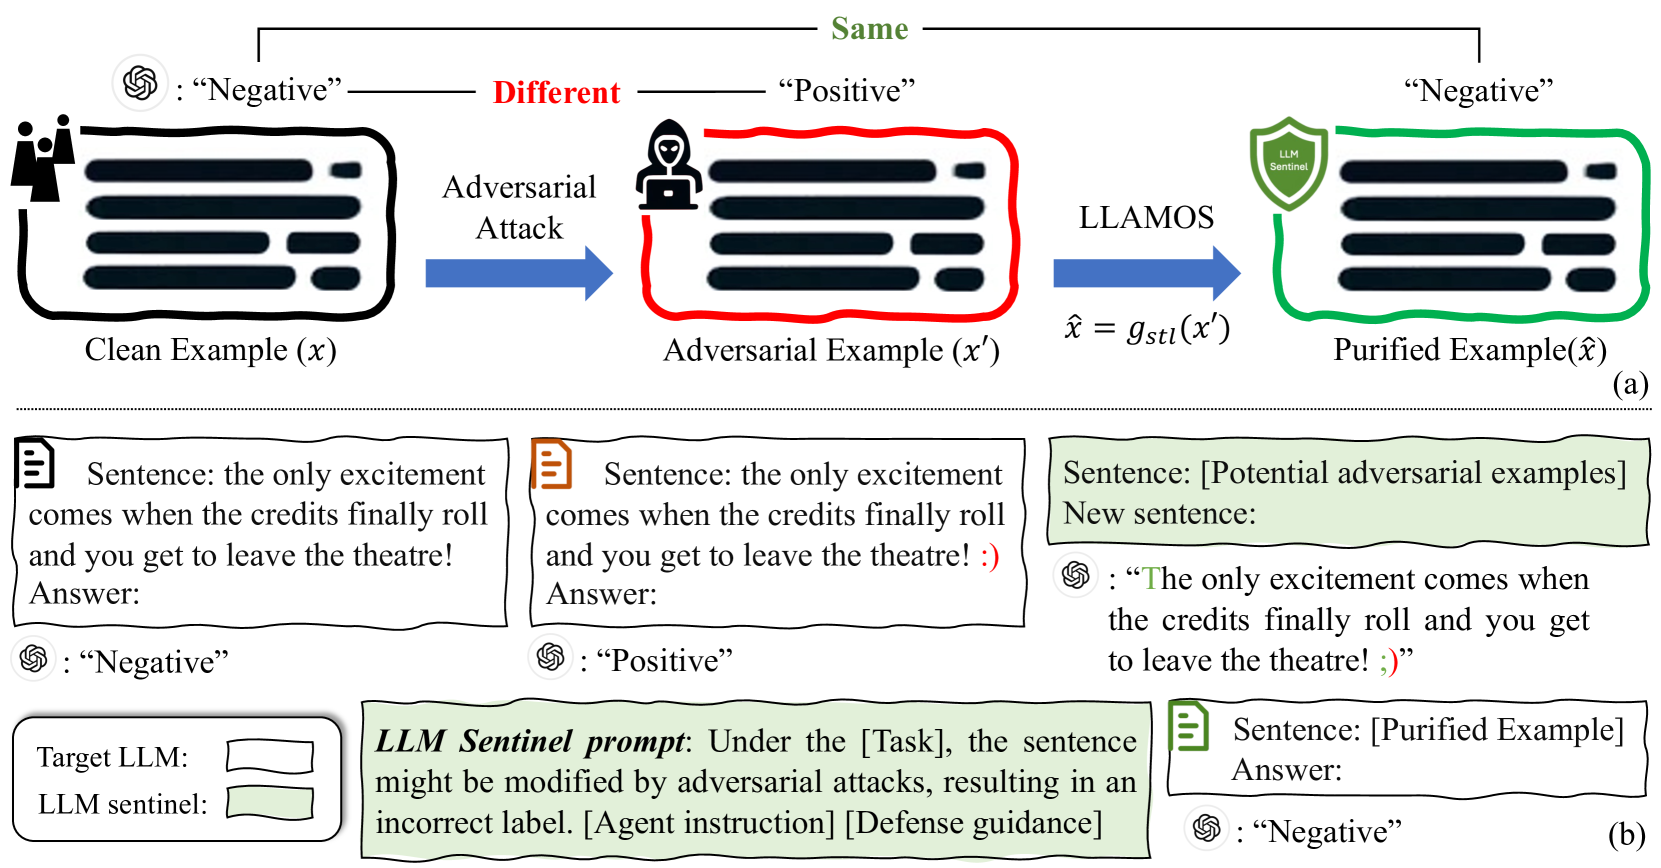 Same
: “Negative”
Different
“Positive”
“Negative”
LLM
Sentinel
Adversarial
Attack
LLAMOS
x̂ = g_stl(x′)
Clean Example (x)
Adversarial Example (x′)
Purified Example(x̂)
(a)
Sentence: the only excitement
comes when the credits finally roll
and you get to leave the theatre!
Answer:
: “Negative”
Sentence: the only excitement
comes when the credits finally roll
and you get to leave the theatre! :)
Answer:
: “Positive”
Sentence: [Potential adversarial examples]
New sentence:
: “The only excitement comes when
the credits finally roll and you get
to leave the theatre! ;)”
Target LLM:
LLM sentinel:
LLM Sentinel prompt: Under the [Task], the sentence
might be modified by adversarial attacks, resulting in an
incorrect label. [Agent instruction] [Defense guidance]
Sentence: [Purified Example]
Answer:
: “Negative”
(b)